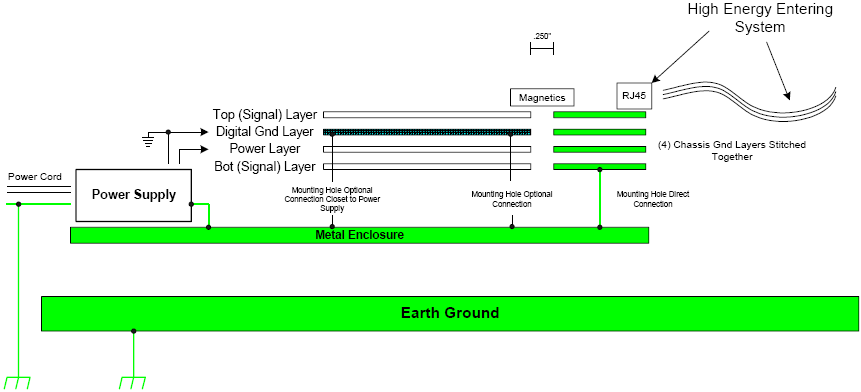 High Energy Entering
System
.250"
Magnetics
RJ45
Top (Signal) Layer
Digital Gnd Layer
Power Layer
Bot (Signal) Layer
(4) Chassis Gnd Layers Stitched
Together
Power Cord
Power Supply
Mounting Hole Optional
Connection Closet to Power
Supply
Mounting Hole Optional
Connection
Mounting Hole Direct
Connection
Metal Enclosure
Earth Ground